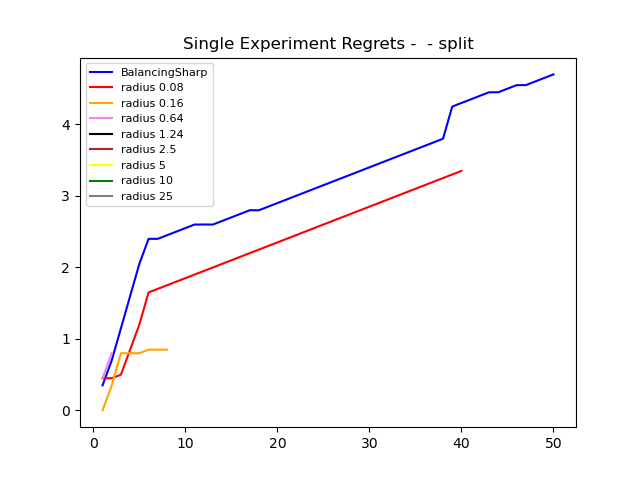 Single Experiment Regrets -  - split
BalancingSharp
radius 0.08
radius 0.16
radius 0.64
radius 1.24
radius 2.5
radius 5
radius 10
radius 25
4
3
2
1
0
0 10 20 30 40 50